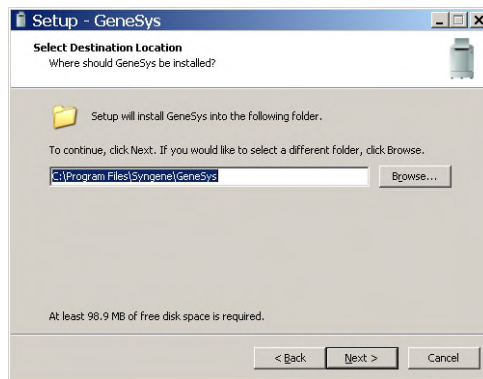 Setup - GeneSys
Select Destination Location
Where should GeneSys be installed?
Setup will install GeneSys into the following folder.
To continue, click Next. If you would like to select a different folder, click Browse.
C:\Program Files\Syngene\GeneSys
Browse...
At least 98.9 MB of free disk space is required.
< Back
Next >
Cancel